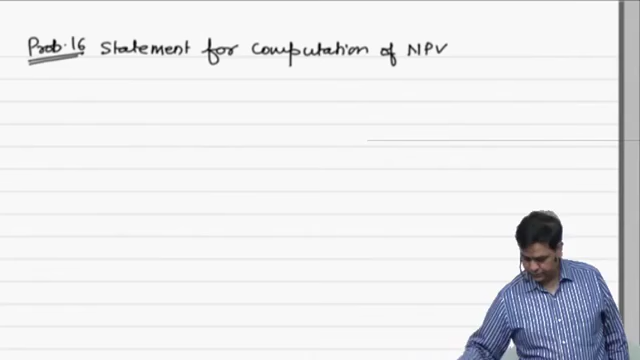 Prob. 16 Statement for Computation of NPV